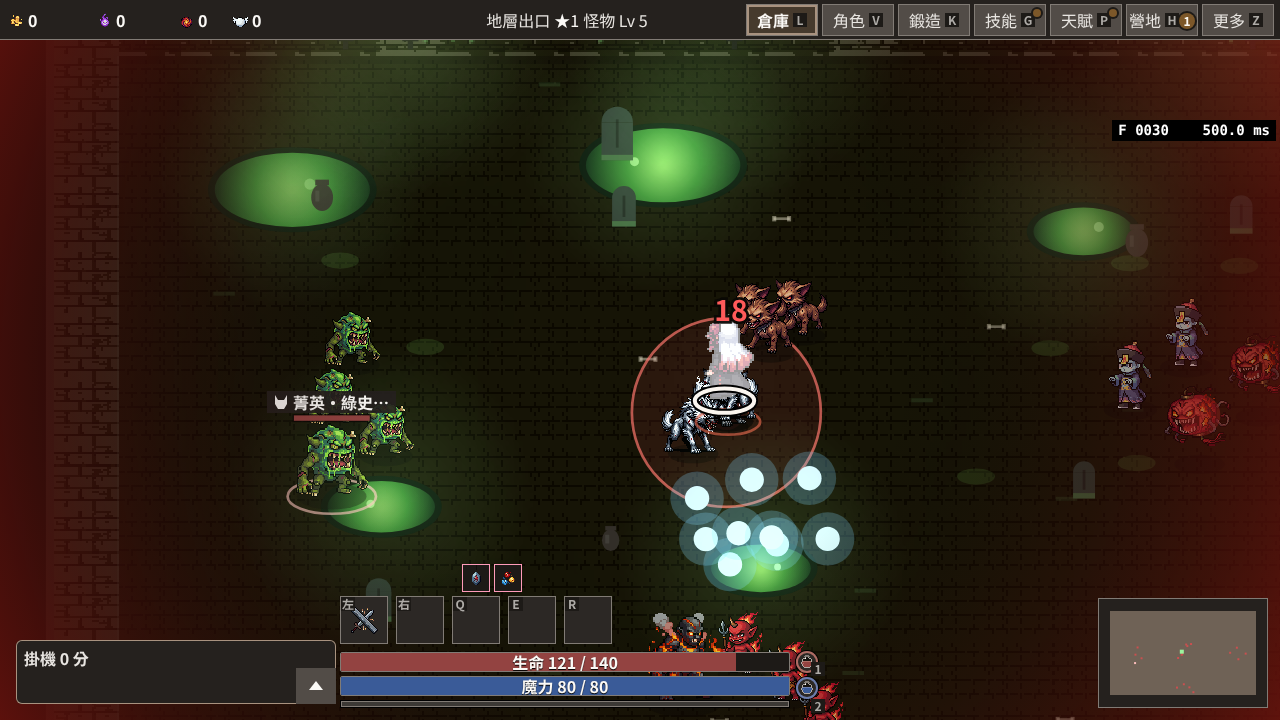 0
0
0
0
地層出口 ★1 怪物 Lv 5
倉庫 L
角色 V
鍛造 K
技能 G
天賦 P
營地 H 1
更多 Z
F 0030 500.0 ms
18
菁英・綠史…
左
右
Q
E
R
掛機 0 分
生命 121 / 140
1
魔力 80 / 80
2